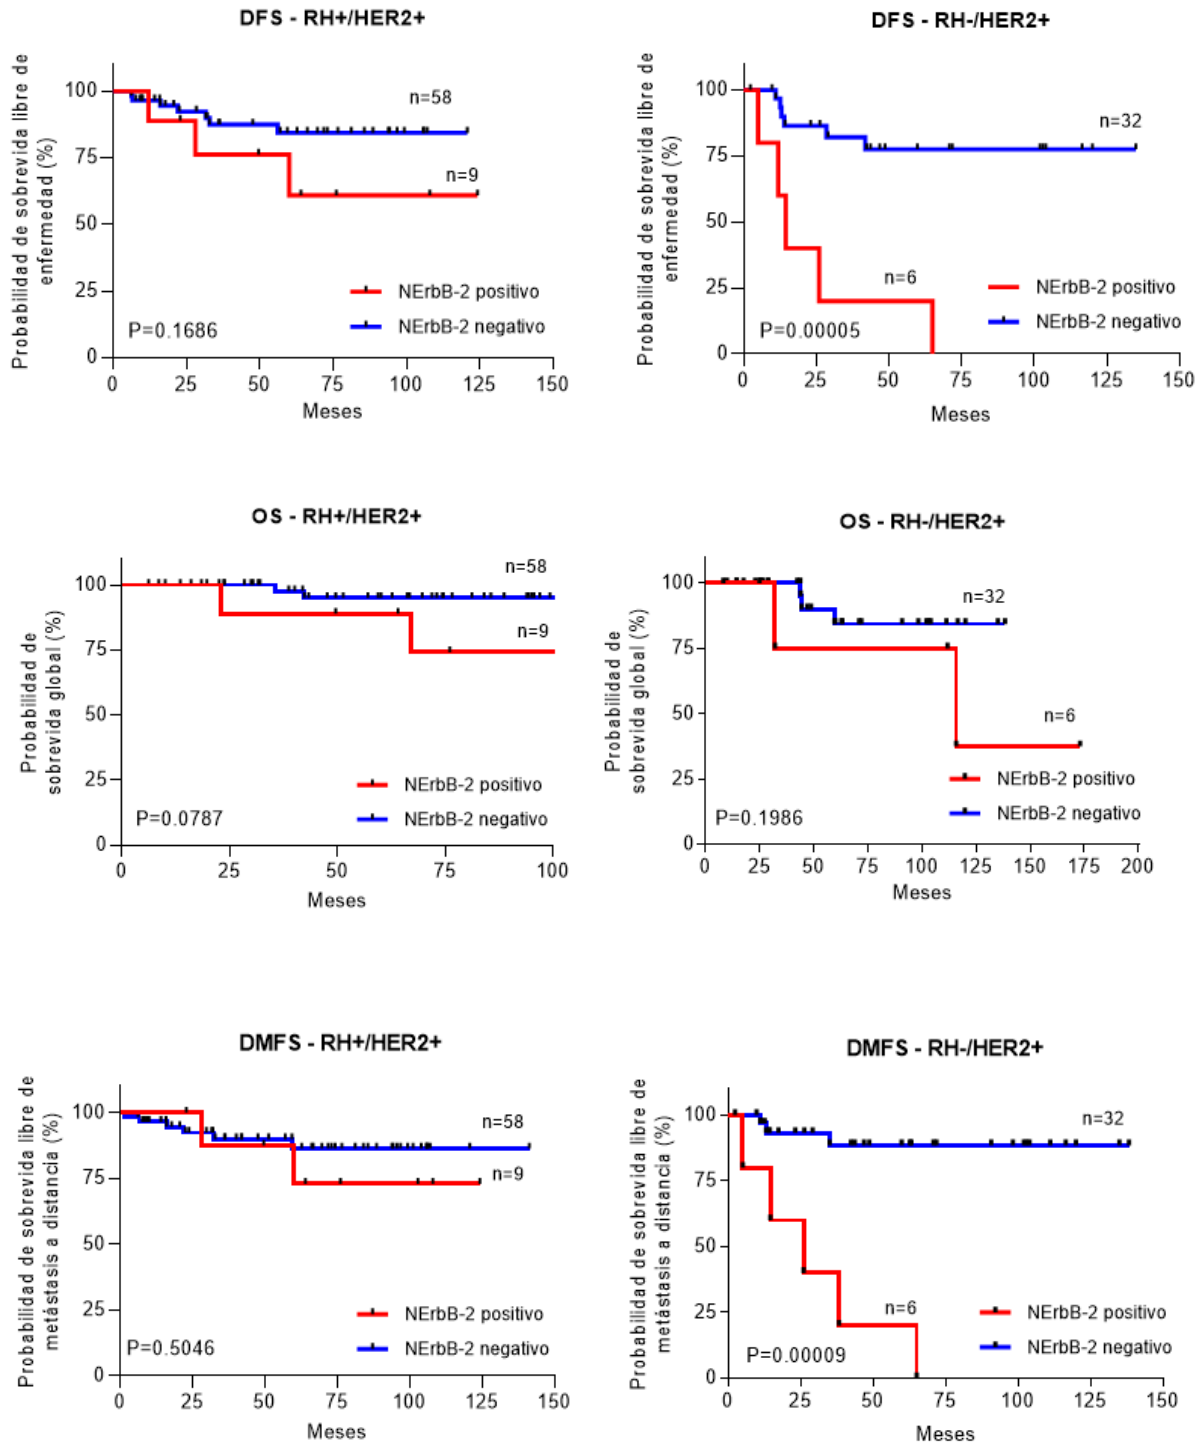 DFS - RH+/HER2+
Probabilidad de sobrevida libre de
enfermedad (%)
100
75
50
25
0
n=58
n=9
NErbB-2 positivo
NErbB-2 negativo
P=0.1686
0 25 50 75 100 125 150
Meses
DFS - RH-/HER2+
Probabilidad de sobrevida libre de
enfermedad (%)
100
75
50
25
0
n=32
n=6
NErbB-2 positivo
NErbB-2 negativo
P=0.00005
0 25 50 75 100 125 150
Meses
OS - RH+/HER2+
Probabilidad de
sobrevida global (%)
100
75
50
25
0
n=58
n=9
NErbB-2 positivo
NErbB-2 negativo
P=0.0787
0 25 50 75 100
Meses
OS - RH-/HER2+
Probabilidad de
sobrevida global (%)
100
75
50
25
0
n=32
n=6
NErbB-2 positivo
NErbB-2 negativo
P=0.1986
0 25 50 75 100 125 150 175 200
Meses
DMFS - RH+/HER2+
Probabilidad de sobrevida libre de
metástasis a distancia (%)
100
75
50
25
0
n=58
n=9
NErbB-2 positivo
NErbB-2 negativo
P=0.5046
0 25 50 75 100 125 150
Meses
DMFS - RH-/HER2+
Probabilidad de sobrevida libre de
metástasis a distancia (%)
100
75
50
25
0
n=32
n=6
NErbB-2 positivo
NErbB-2 negativo
P=0.00009
0 25 50 75 100 125 150
Meses